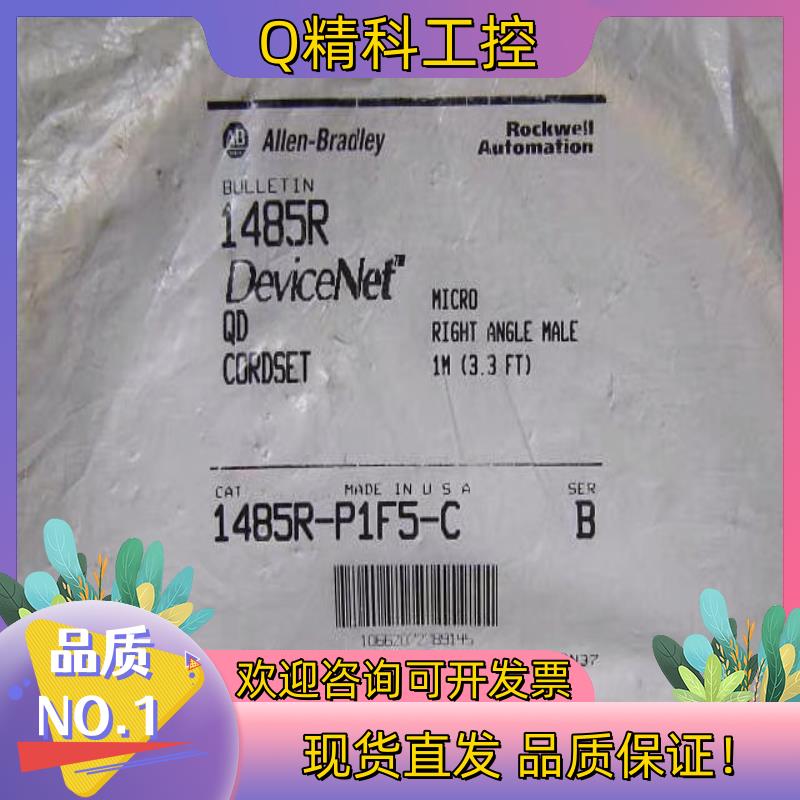 Q精科工控
AB Allen-Bradley
Rockwell
Automation
BULLETIN
1485R
DeviceNet™
QD
CORDSET
MICRO
RIGHT ANGLE MALE
1M (3.3 FT)
CAT MADE IN U S A SER
1485R-P1F5-C B
品质
NO.1
欢迎咨询可开发票
现货直发 品质保证!